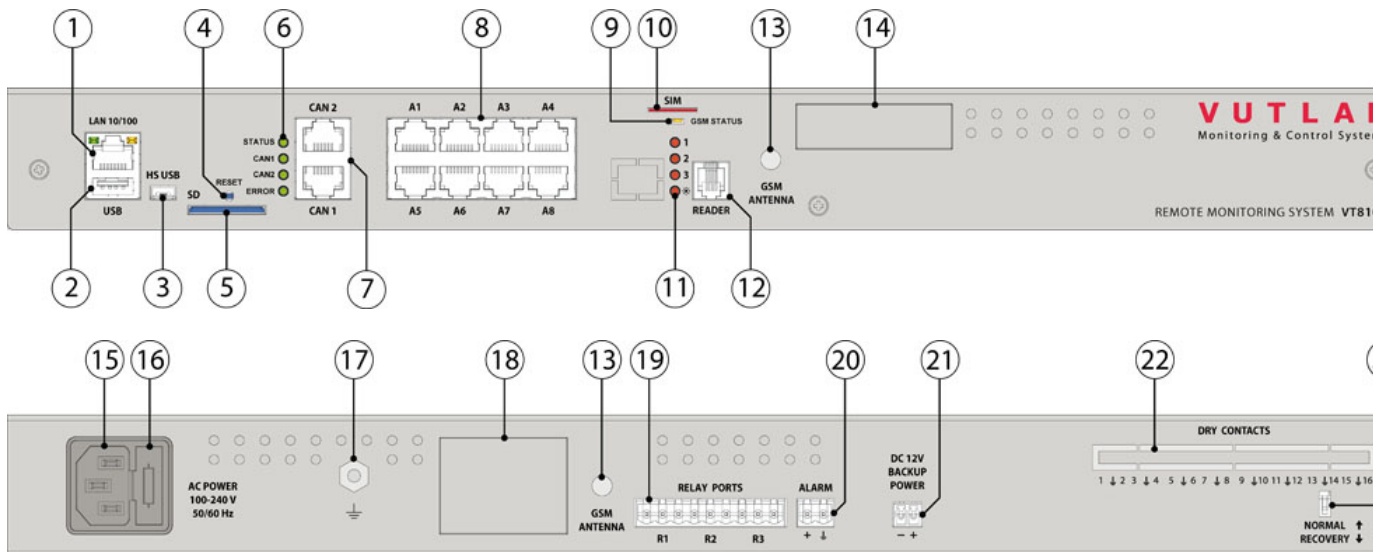 1 4 6 8 9 10 13 14
SIM
CAN 2 A1 A2 A3 A4
GSM STATUS
VUTLA
LAN 10/100
Monitoring & Control System
STATUS
1
CAN1
2
HS USB
CAN2
3
RESET
SD
ERROR
GSM
ANTENNA
USB
CAN 1 A5 A6 A7 A8
READER
REMOTE MONITORING SYSTEM VT81
2 3 5 7 11 12
15 16 17 18 13 19 20 21 22
DRY CONTACTS
DC 12V
BACKUP
POWER
1 2 3 4 5 6 7 8 9 10 11 12 13 14 15 16
AC POWER
100-240 V
50/60 Hz
RELAY PORTS ALARM
GSM
ANTENNA
R1 R2 R3
+
− +
NORMAL ↑
RECOVERY ↓